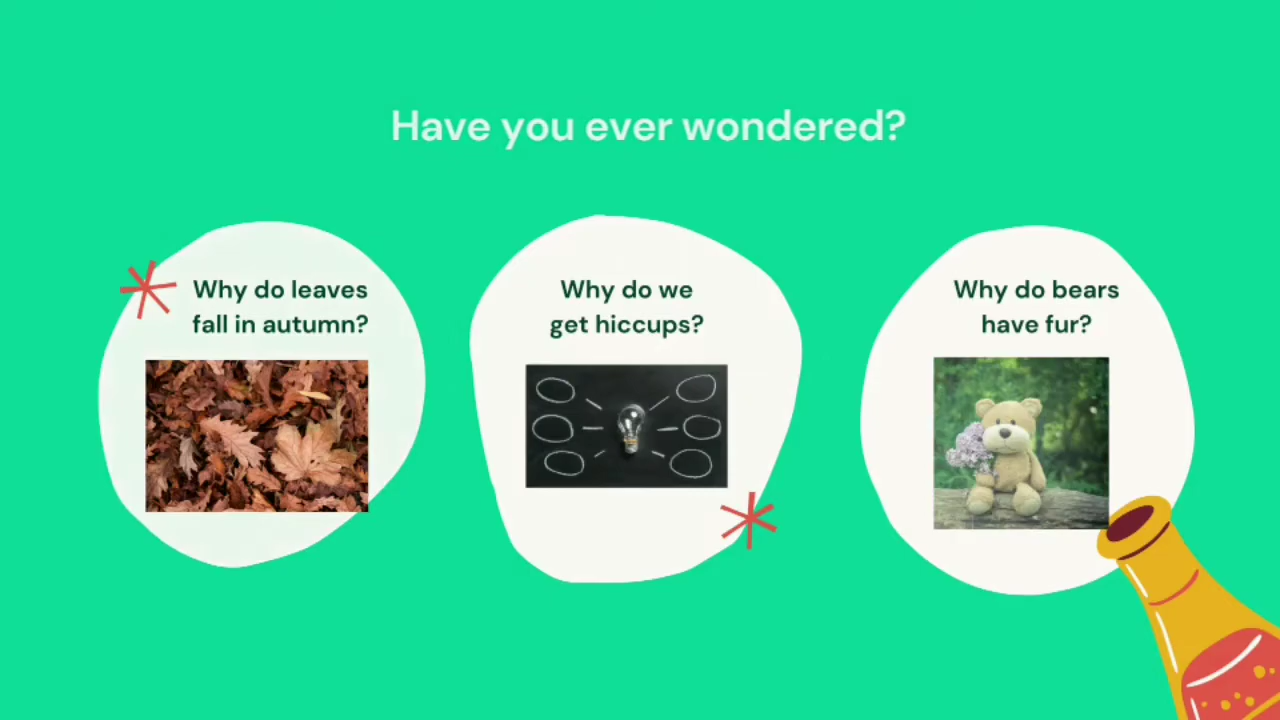 Have you ever wondered?
Why do leaves
fall in autumn?
Why do we
get hiccups?
Why do bears
have fur?